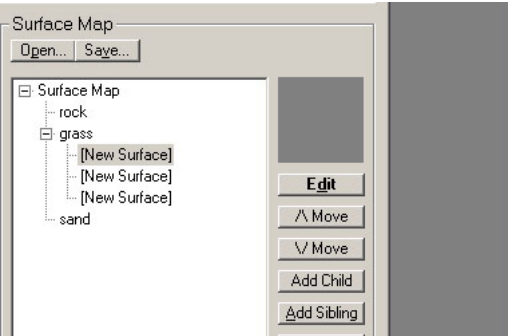 Surface Map
Open... Save...
Surface Map
rock
grass
[New Surface]
[New Surface]
[New Surface]
sand
Edit
/\ Move
\/ Move
Add Child
Add Sibling